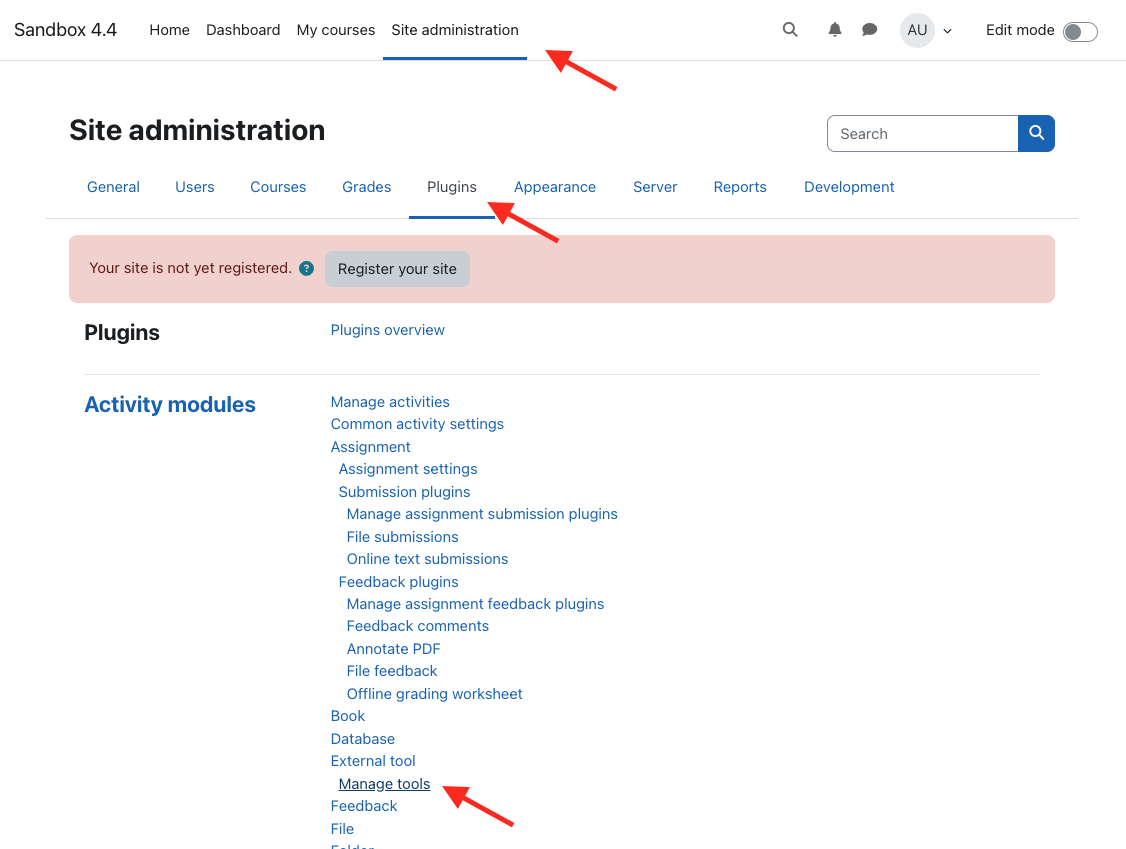 Sandbox 4.4 Home Dashboard My courses Site administration AU Edit mode
Site administration
Search
General Users Courses Grades Plugins Appearance Server Reports Development
Your site is not yet registered. ? Register your site
Plugins Plugins overview
Activity modules Manage activities
Common activity settings
Assignment
Assignment settings
Submission plugins
Manage assignment submission plugins
File submissions
Online text submissions
Feedback plugins
Manage assignment feedback plugins
Feedback comments
Annotate PDF
File feedback
Offline grading worksheet
Book
Database
External tool
Manage tools
Feedback
File